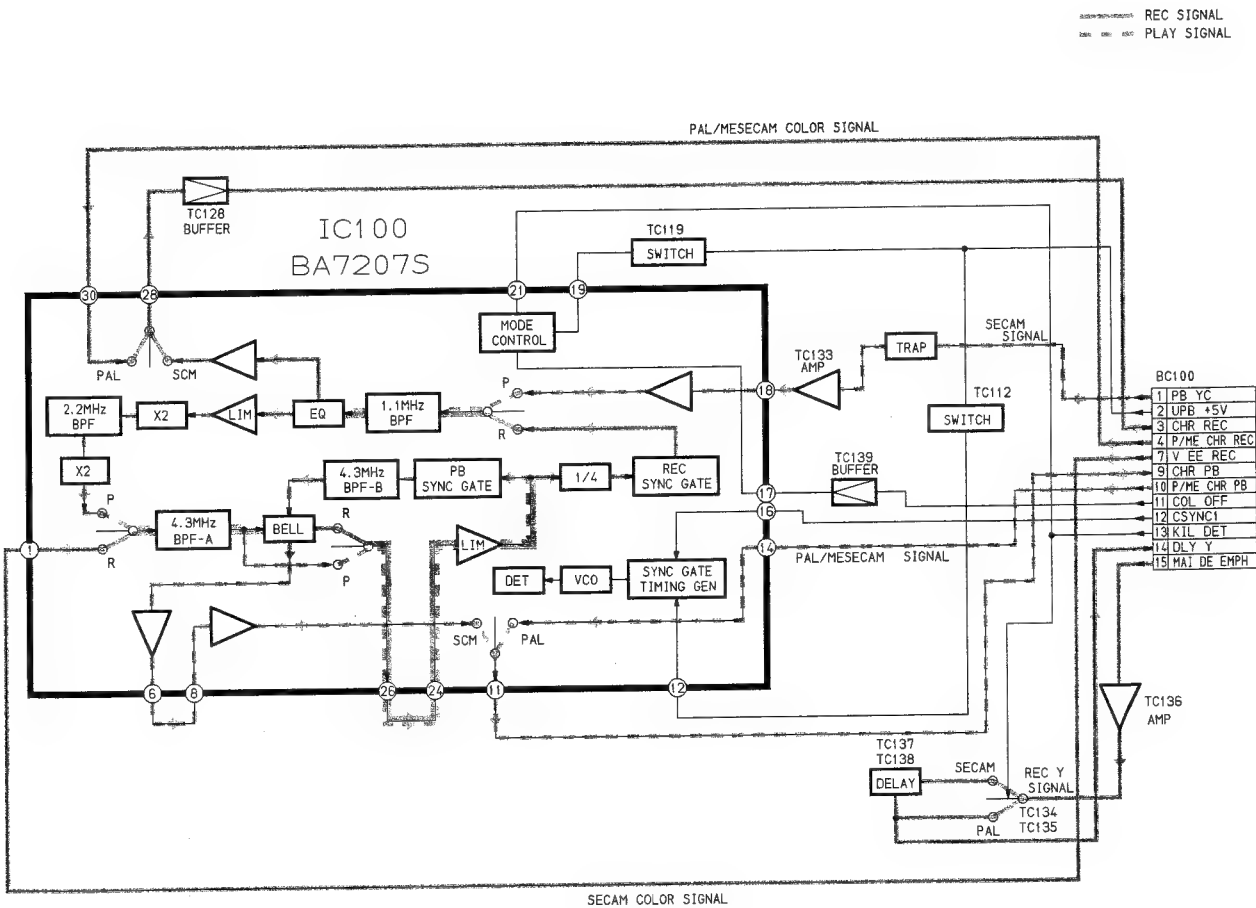 REC SIGNAL
PLAY SIGNAL
PAL/MESECAM COLOR SIGNAL
TC128
BUFFER
IC100
BA7207S
TC119
SWITCH
30
28
21
19
MODE
CONTROL
SECAM
SIGNAL
TRAP
TC133
AMP
18
PAL
SCM
P
R
2.2MHz
BPF
X2
LIM
EQ
1.1MHz
BPF
TC112
SWITCH
BC100
1 PB YC
2 UPB +5V
3 CHR REC
4 P/ME CHR REC
7 V EE REC
9 CHR PB
10 P/ME CHR PB
11 COL OFF
12 CSYNC1
13 KIL DET
14 DLY Y
15 MAI DE EMPH
X2
4.3MHz
BPF-B
PB
SYNC GATE
1/4
REC
SYNC GATE
TC139
BUFFER
17
16
14
P
R
1
4.3MHz
BPF-A
BELL
R
P
LIM
PAL/MESECAM SIGNAL
DET
VCO
SYNC GATE
TIMING GEN
SCM
PAL
6
8
26
24
11
12
TC136
AMP
TC137
TC138
DELAY
SECAM
PAL
REC Y
SIGNAL
TC134
TC135
SECAM COLOR SIGNAL